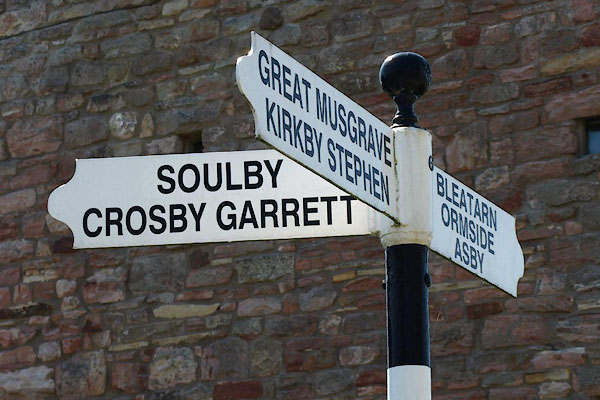 GREAT MUSGRAVE
KIRKBY STEPHEN
SOULBY
CROSBY GARRETT
BLEATARN
ORMSIDE
ASBY